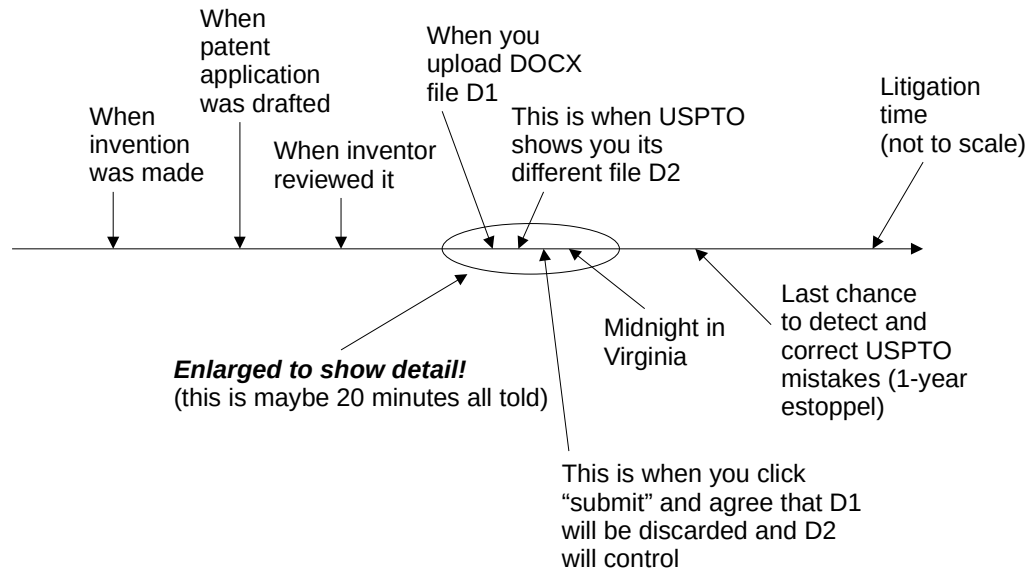 When
patent
application
was drafted
When you
upload DOCX
file D1
Litigation
time
(not to scale)
When
invention
was made
This is when USPTO
shows you its
different file D2
When inventor
reviewed it
Last chance
to detect and
correct USPTO
mistakes (1-year
estoppel)
Midnight in
Virginia
Enlarged to show detail!
(this is maybe 20 minutes all told)
This is when you click
“submit” and agree that D1
will be discarded and D2
will control